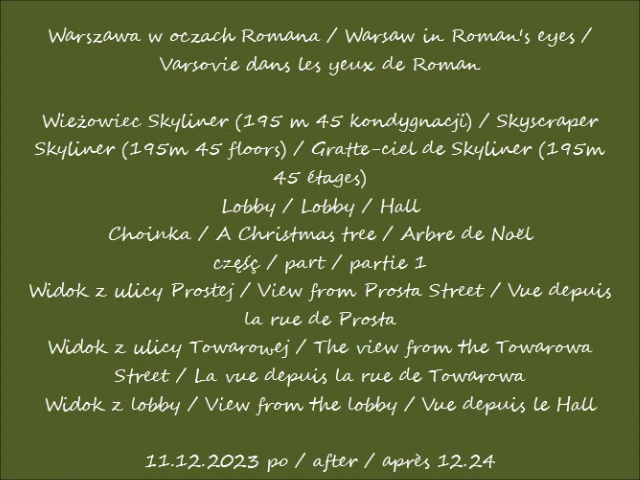 Warszawa w oczach Romana / Warsaw in Roman's eyes /
Varsovie dans les yeux de Roman
Wieżowiec Skyliner (195 m 45 kondygnacji) / Skyscraper
Skyliner (195m 45 floors) / Gratte-ciel de Skyliner (195m
45 étages)
Lobby / Lobby / Hall
Choinka / A Christmas tree / Arbre de Noël
częşç / part / partie 1
Widok z ulicy Prostej / View from Prosta Street / Vue depuis
la rue de Prosta
Widok z ulicy Towarowej / The view from the Towarowa
Street / La vue depuis la rue de Towarowa
Widok z lobby / View from the lobby / Vue depuis le Hall
11.12.2023 po / after / après 12.24